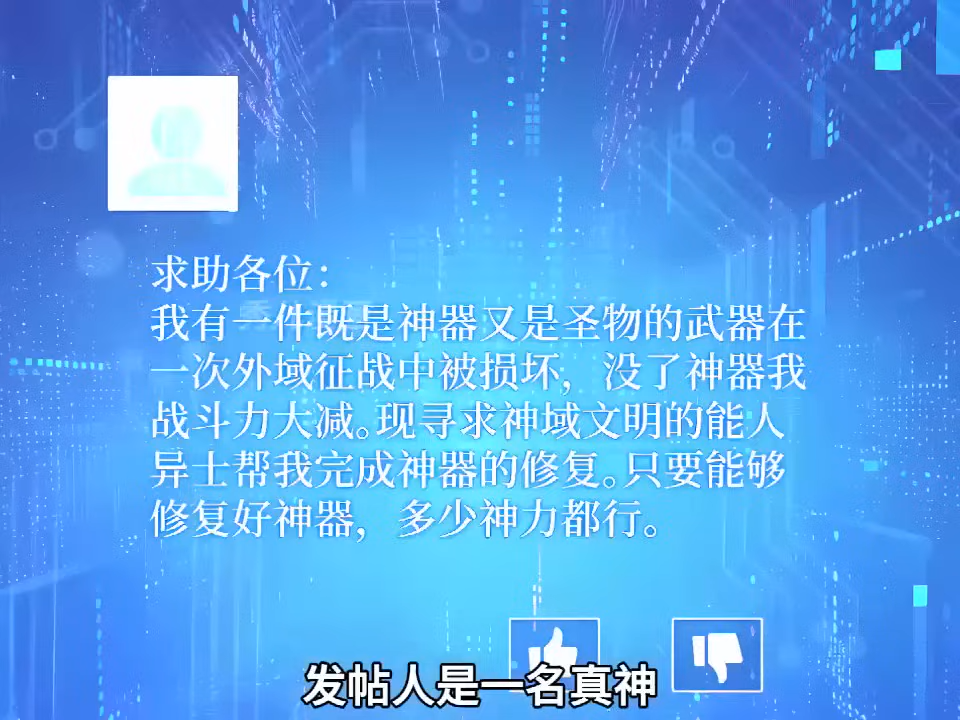 求助各位：
我有一件既是神器又是圣物的武器在
一次外域征战中被损坏，没了神器我
战斗力大减。现寻求神域文明的能人
异士帮我完成神器的修复。只要能够
修复好神器，多少神力都行。
发帖人是一名真神